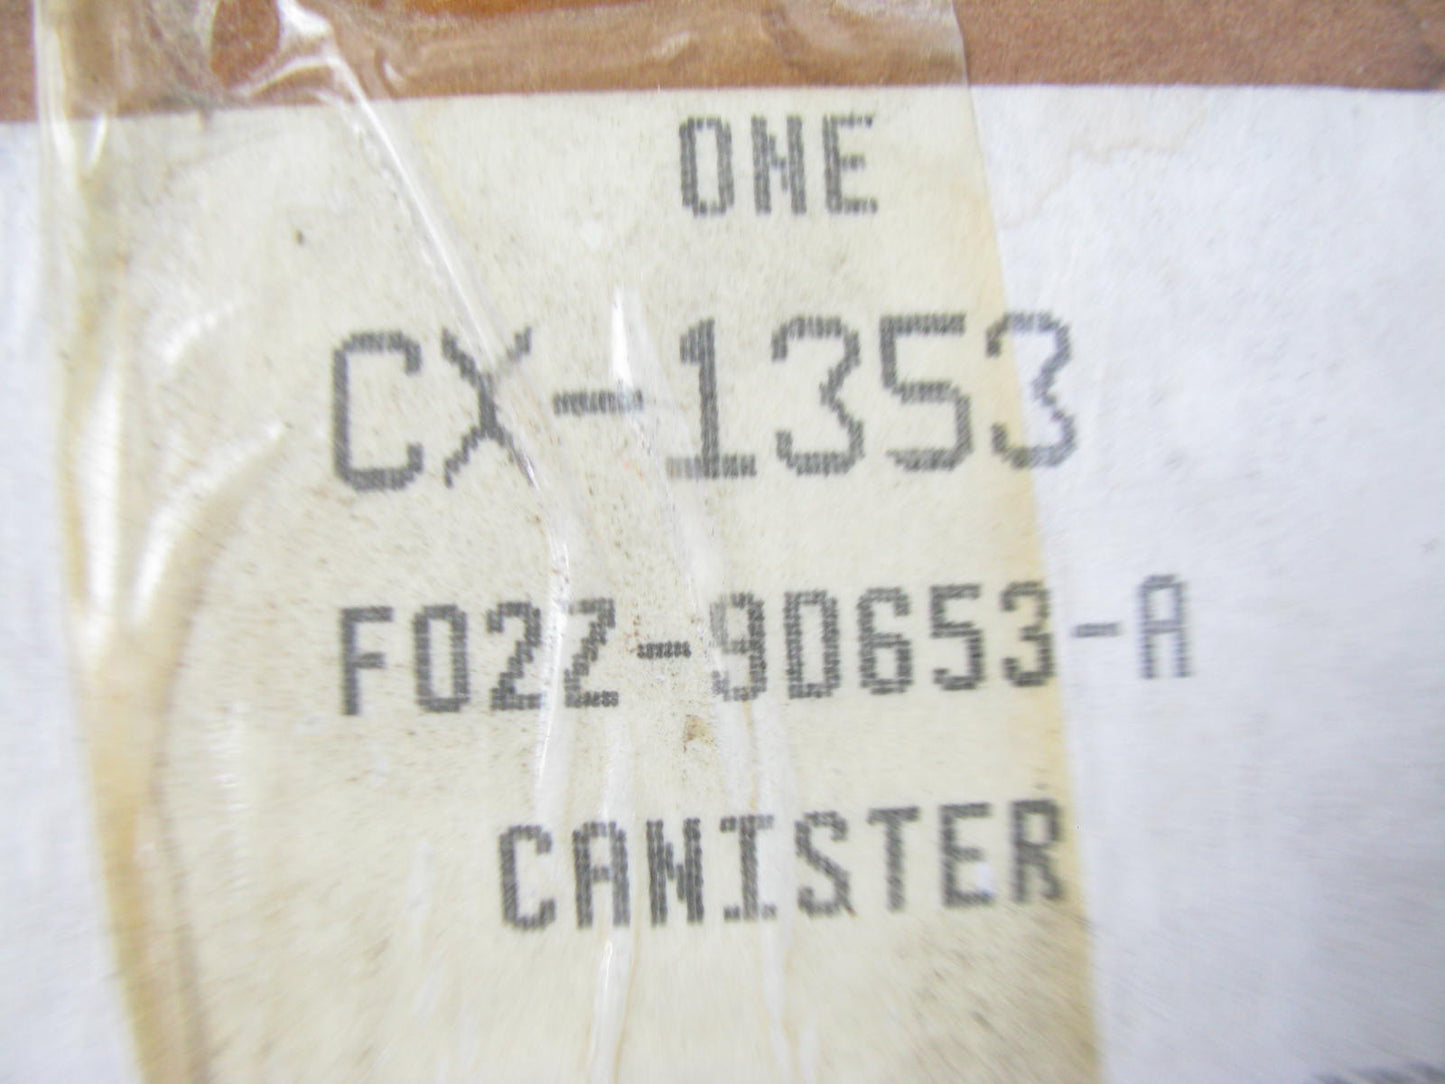 ONE
CX-1353
F02Z-9D653-A
CANISTER